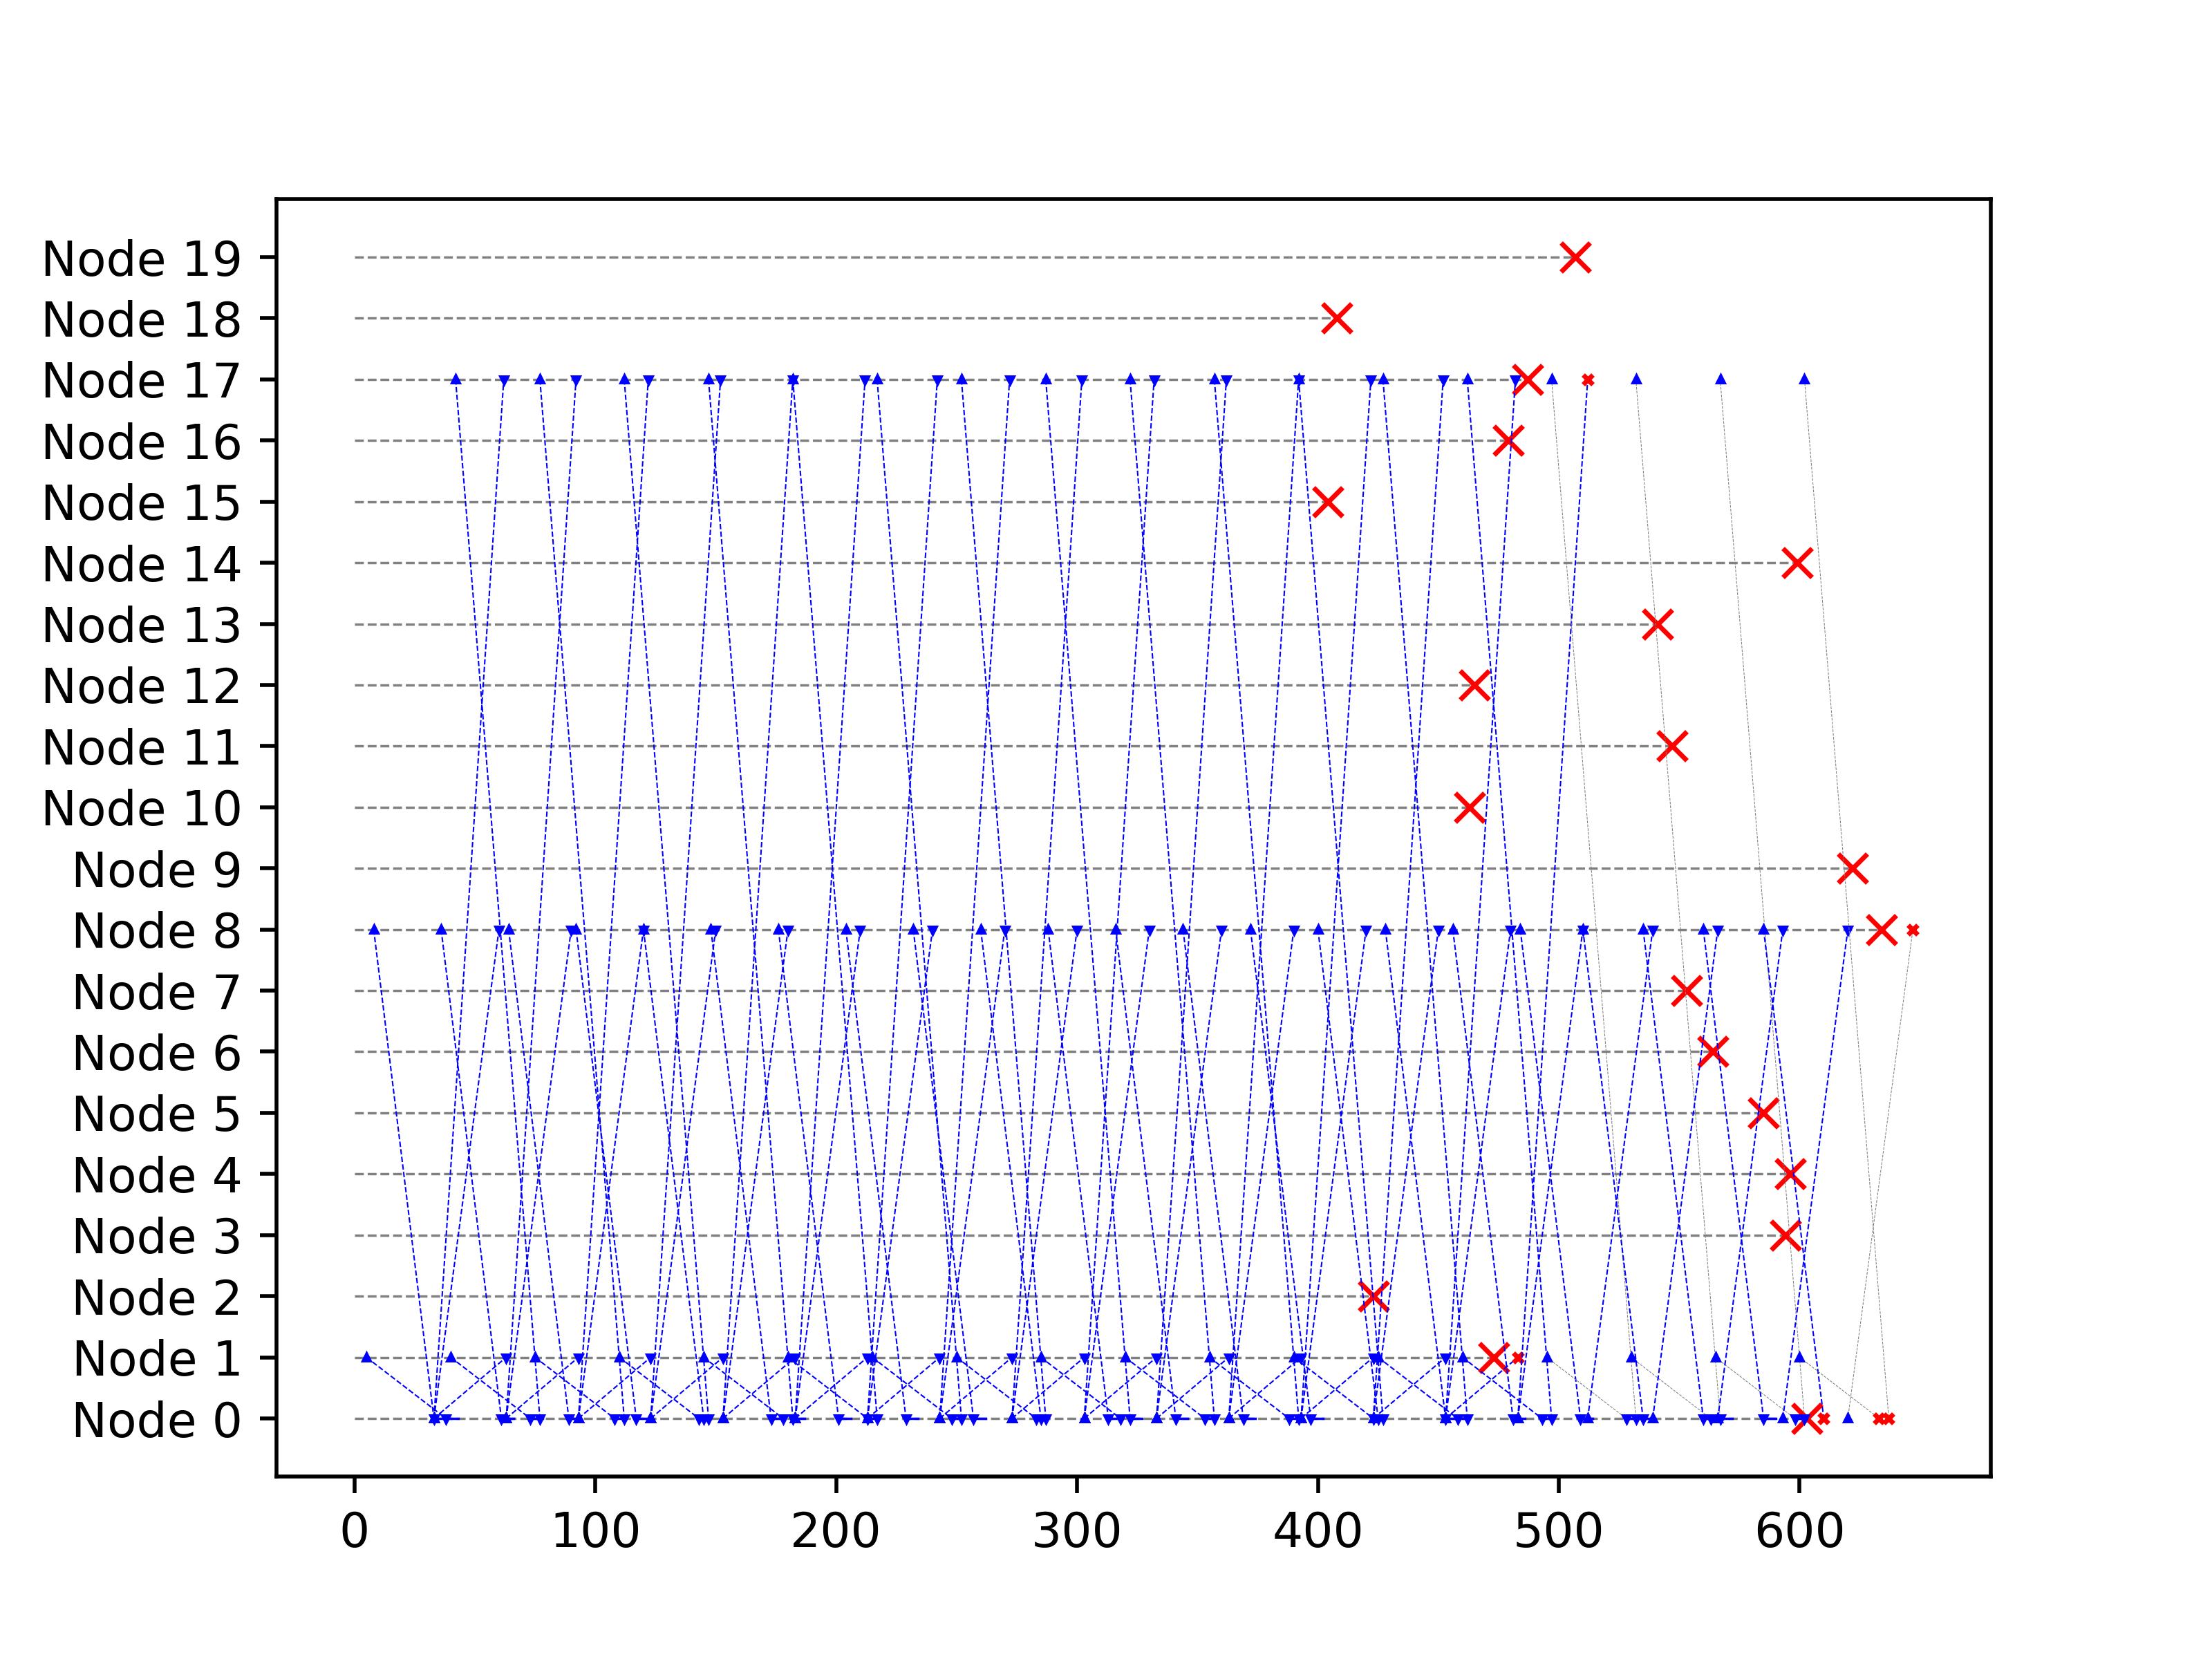 Node 19
Node 18
Node 17
Node 16
Node 15
Node 14
Node 13
Node 12
Node 11
Node 10
Node 9
Node 8
Node 7
Node 6
Node 5
Node 4
Node 3
Node 2
Node 1
Node 0
0 100 200 300 400 500 600